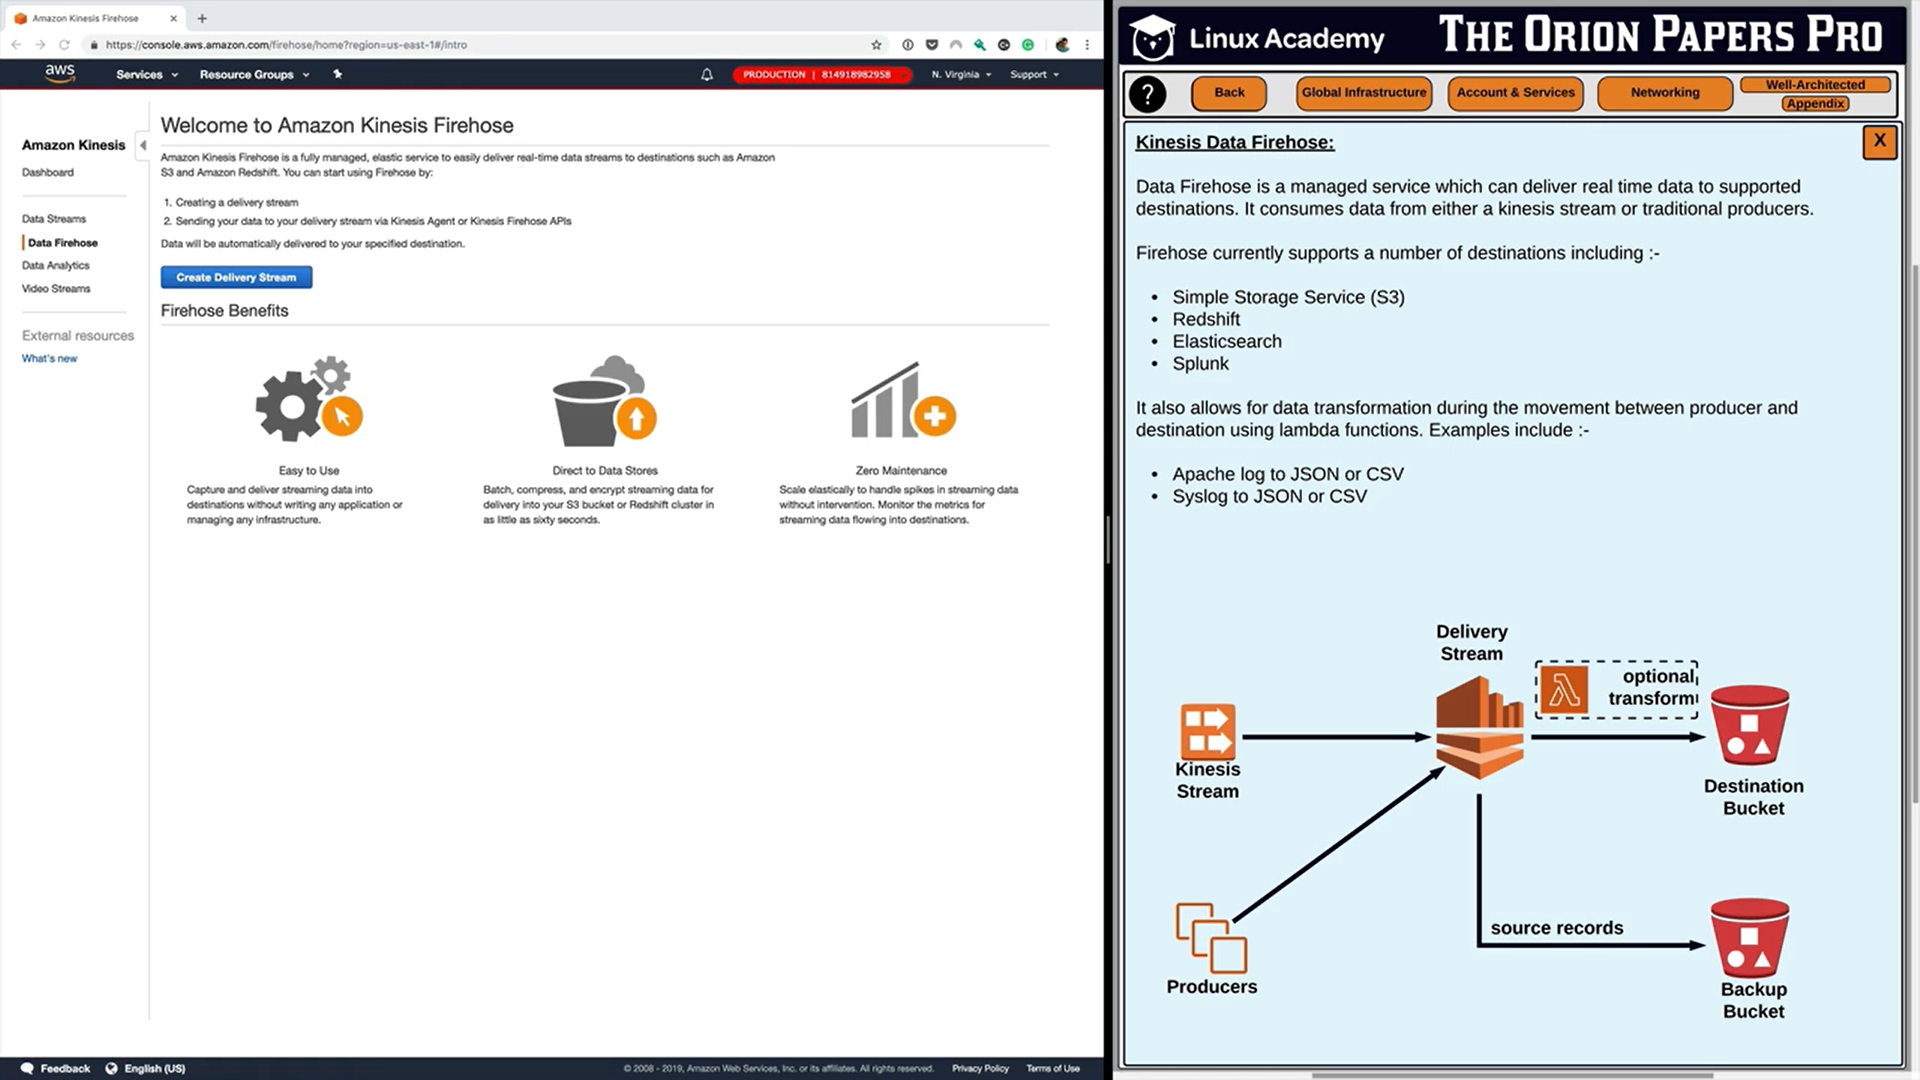 Amazon Kinesis Firehose
https://console.aws.amazon.com/firehose/home?region=us-east-1#/intro
aws
Services
Resource Groups
PRODUCTION | 814918982958
N. Virginia
Support
Amazon Kinesis
Dashboard
Data Streams
Data Firehose
Data Analytics
Video Streams
External resources
What's new
Welcome to Amazon Kinesis Firehose
Amazon Kinesis Firehose is a fully managed, elastic service to easily deliver real-time data streams to destinations such as Amazon
S3 and Amazon Redshift. You can start using Firehose by:
1. Creating a delivery stream
2. Sending your data to your delivery stream via Kinesis Agent or Kinesis Firehose APIs
Data will be automatically delivered to your specified destination.
Create Delivery Stream
Firehose Benefits
Easy to Use
Capture and deliver streaming data into
destinations without writing any application or
managing any infrastructure.
Direct to Data Stores
Batch, compress, and encrypt streaming data for
delivery into your S3 bucket or Redshift cluster in
as little as sixty seconds.
Zero Maintenance
Scale elastically to handle spikes in streaming data
without intervention. Monitor the metrics for
streaming data flowing into destinations.
Feedback
English (US)
© 2008 - 2019, Amazon Web Services, Inc. or its affiliates. All rights reserved.
Privacy Policy
Terms of Use
Linux Academy
THE ORION PAPERS PRO
?
Back
Global Infrastructure
Account & Services
Networking
Well-Architected
Appendix
X
Kinesis Data Firehose:
Data Firehose is a managed service which can deliver real time data to supported
destinations. It consumes data from either a kinesis stream or traditional producers.
Firehose currently supports a number of destinations including :-
• Simple Storage Service (S3)
• Redshift
• Elasticsearch
• Splunk
It also allows for data transformation during the movement between producer and
destination using lambda functions. Examples include :-
• Apache log to JSON or CSV
• Syslog to JSON or CSV
Delivery
Stream
optional
transform
Kinesis
Stream
Destination
Bucket
source records
Producers
Backup
Bucket